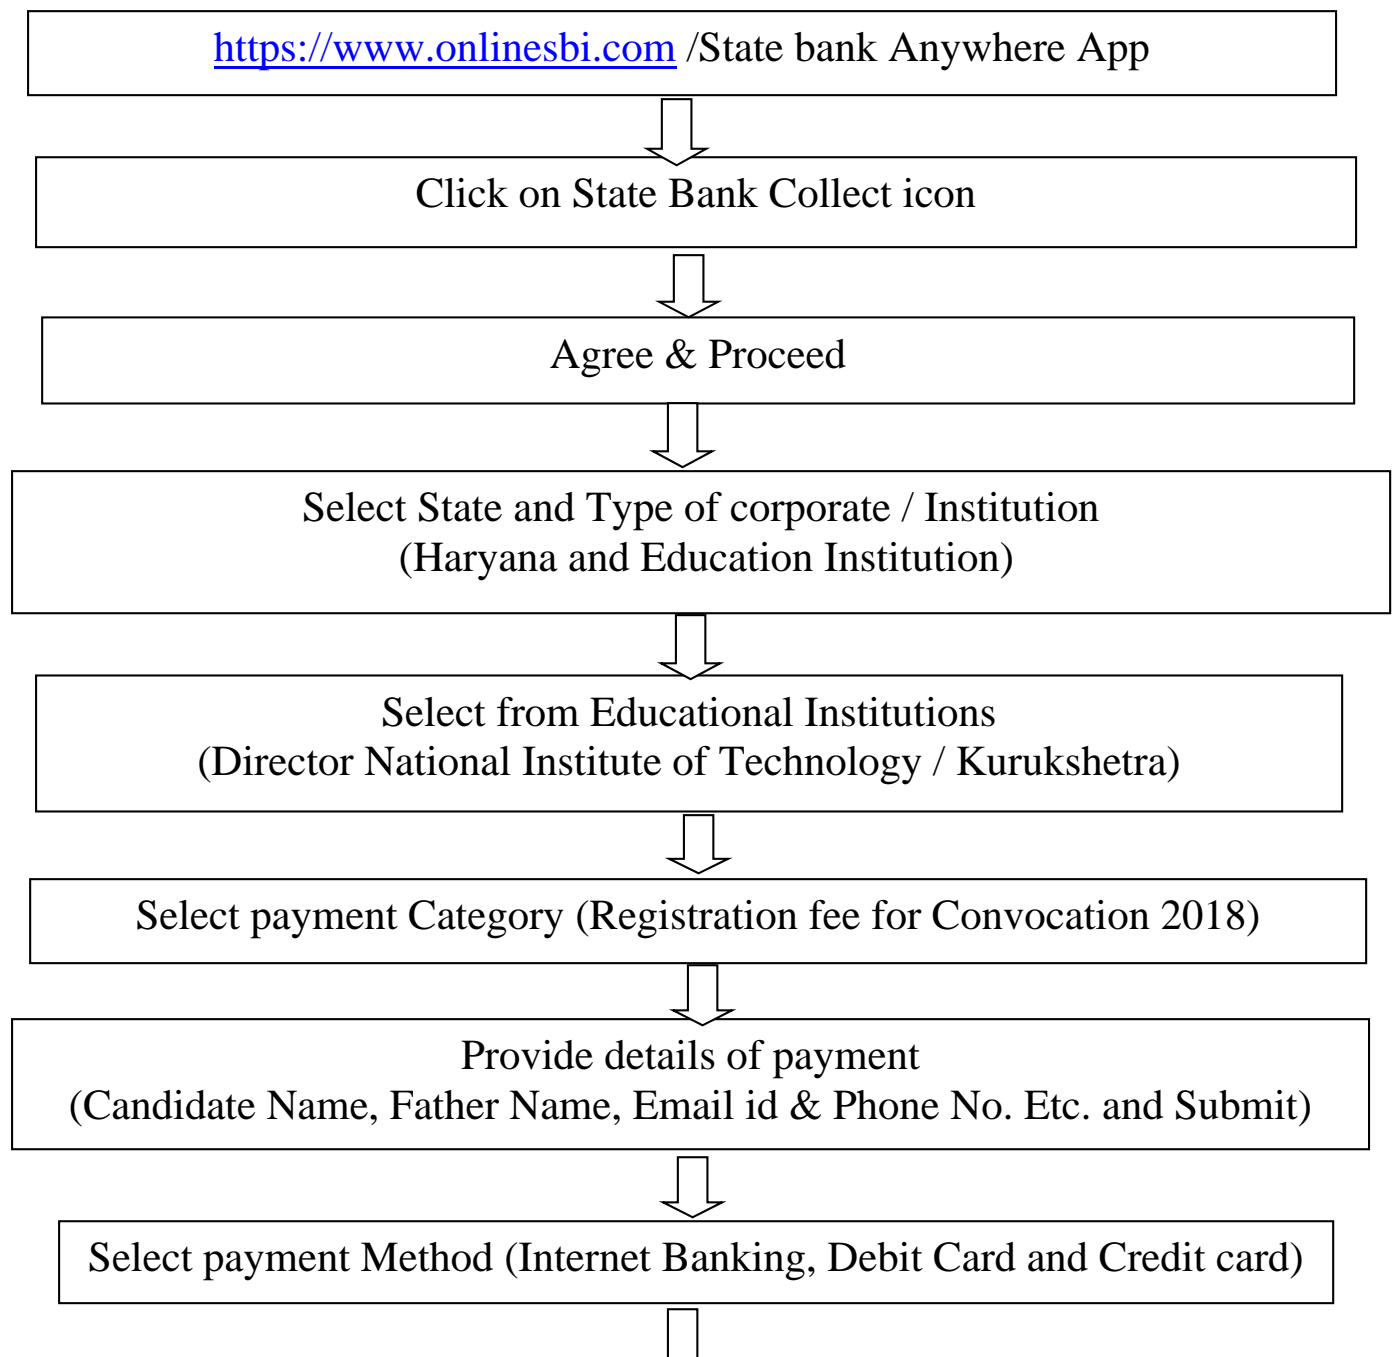 https://www.onlinesbi.com /State bank Anywhere App
Click on State Bank Collect icon
Agree & Proceed
Select State and Type of corporate / Institution
(Haryana and Education Institution)
Select from Educational Institutions
(Director National Institute of Technology / Kurukshetra)
Select payment Category (Registration fee for Convocation 2018)
Provide details of payment
(Candidate Name, Father Name, Email id & Phone No. Etc. and Submit)
Select payment Method (Internet Banking, Debit Card and Credit card)